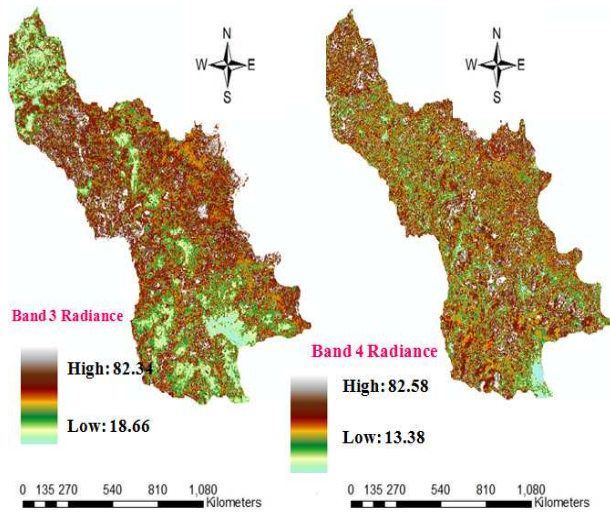 N
W E
S
Band 3 Radiance
High: 82.34
Low: 18.66
0 135 270 540 810 1,080
Kilometers
N
W E
S
Band 4 Radiance
High: 82.58
Low: 13.38
0 135 270 540 810 1,080
Kilometers